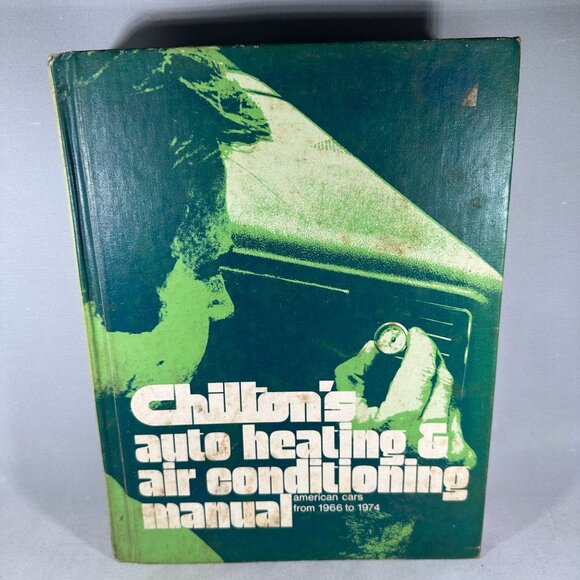 Chilton's
auto heating &
air conditioning
manual
american cars
from 1966 to 1974